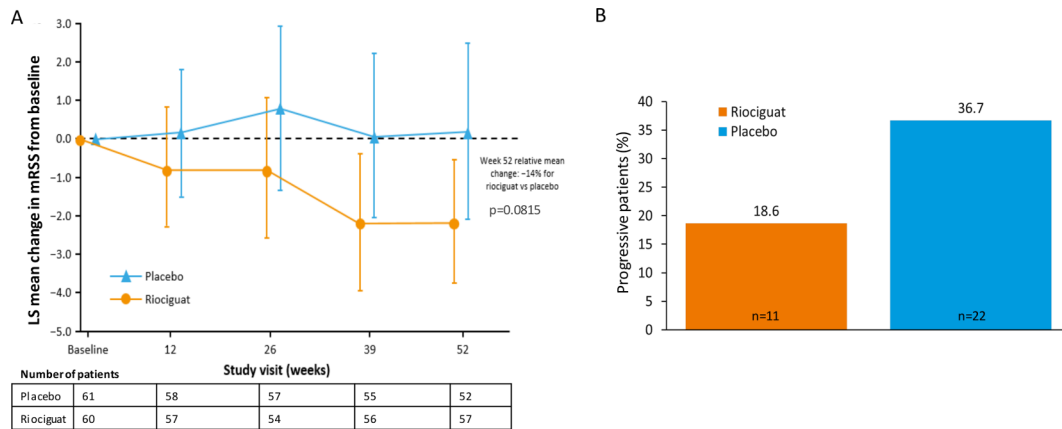 A
LS mean change in mRSS from baseline
3.0
2.0
1.0
0.0
−1.0
−2.0
−3.0
−4.0
−5.0
Week 52 relative mean
change: −14% for
riociguat vs placebo
p=0.0815
Placebo
Riociguat
Baseline 12 26 39 52
Study visit (weeks)
Number of patients
Placebo 61 58 57 55 52
Riociguat 60 57 54 56 57
B
Progressive patients (%)
40
35
30
25
20
15
10
5
0
Riociguat
Placebo
36.7
18.6
n=11 n=22